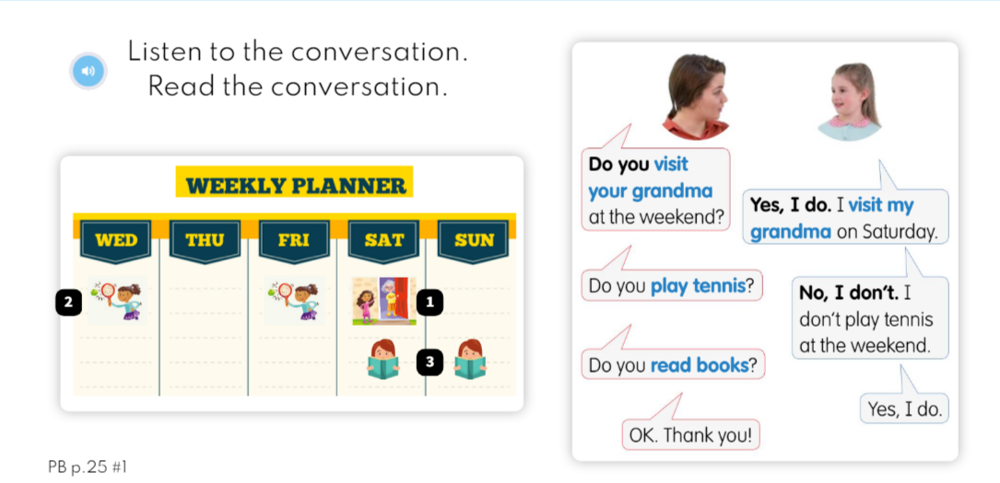 Listen to the conversation.
Read the conversation.
WEEKLY PLANNER
WED THU FRI SAT SUN
2
1
3
Do you visit
your grandma
at the weekend?
Yes, I do. I visit my
grandma on Saturday.
Do you play tennis?
No, I don't. I
don't play tennis
at the weekend.
Do you read books?
Yes, I do.
OK. Thank you!
PB p.25 #1